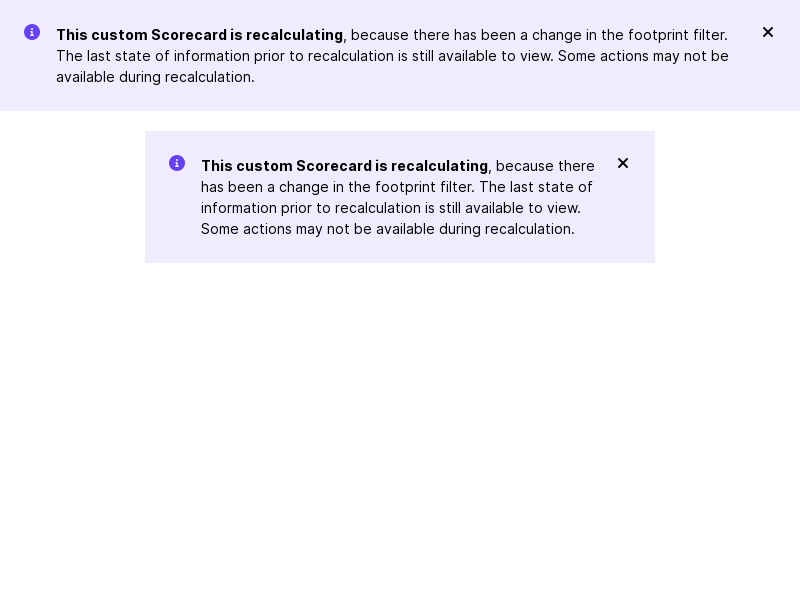 This custom Scorecard is recalculating, because there has been a change in the footprint filter.
The last state of information prior to recalculation is still available to view. Some actions may not be
available during recalculation.
This custom Scorecard is recalculating, because there
has been a change in the footprint filter. The last state of
information prior to recalculation is still available to view.
Some actions may not be available during recalculation.